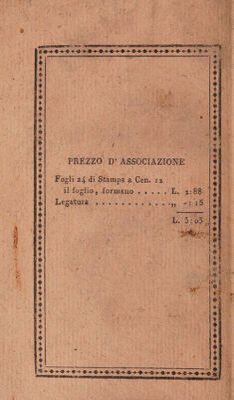 PREZZO D' ASSOCIAZIONE
Fogli 24 di Stampa a Cen. 12
il foglio, formano . . . . . L. 2:88
Legatura . . . . . . . . . . . . ,, -: 15
L. 3:03